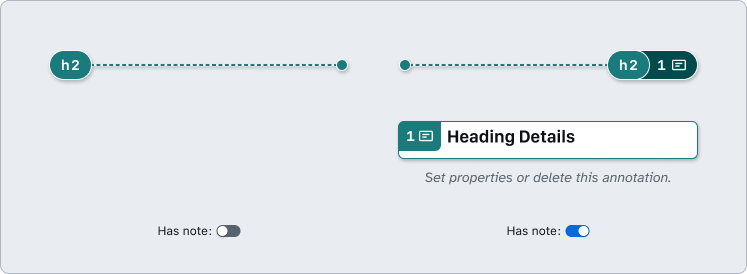 h2
h2 1
1 Heading Details
Set properties or delete this annotation.
Has note:
Has note: